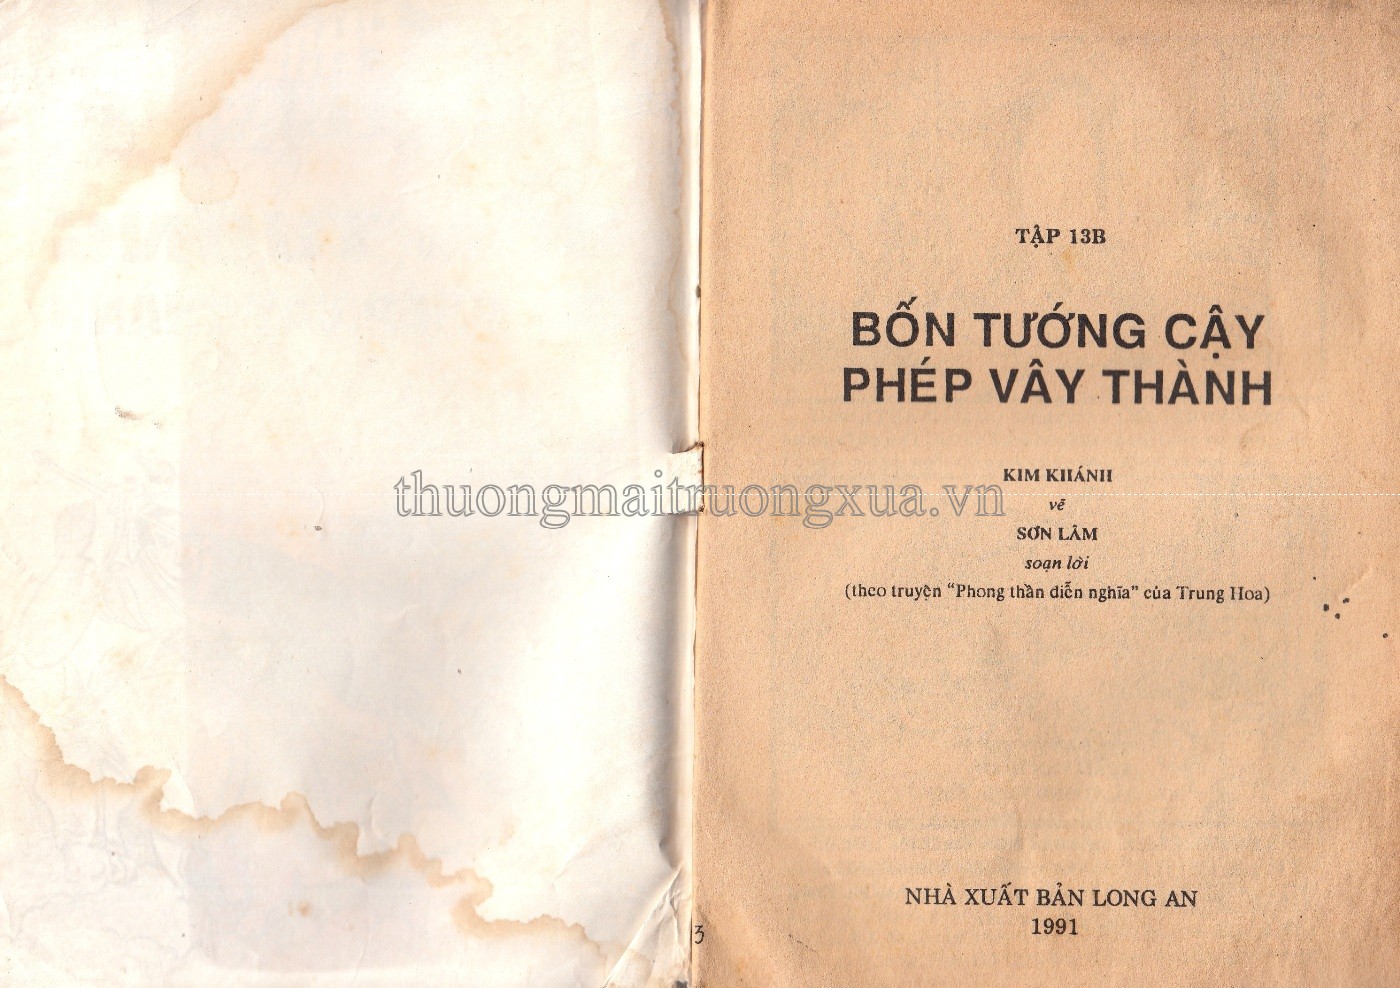 TẬP 13B
BỐN TƯỚNG CẬY
PHÉP VÂY THÀNH
KIM KHÁNH
vẽ
SƠN LÂM
soạn lời
(theo truyện “Phong thần diễn nghĩa” của Trung Hoa)
thuongmaitruongxua.vn
NHÀ XUẤT BẢN LONG AN
1991
3